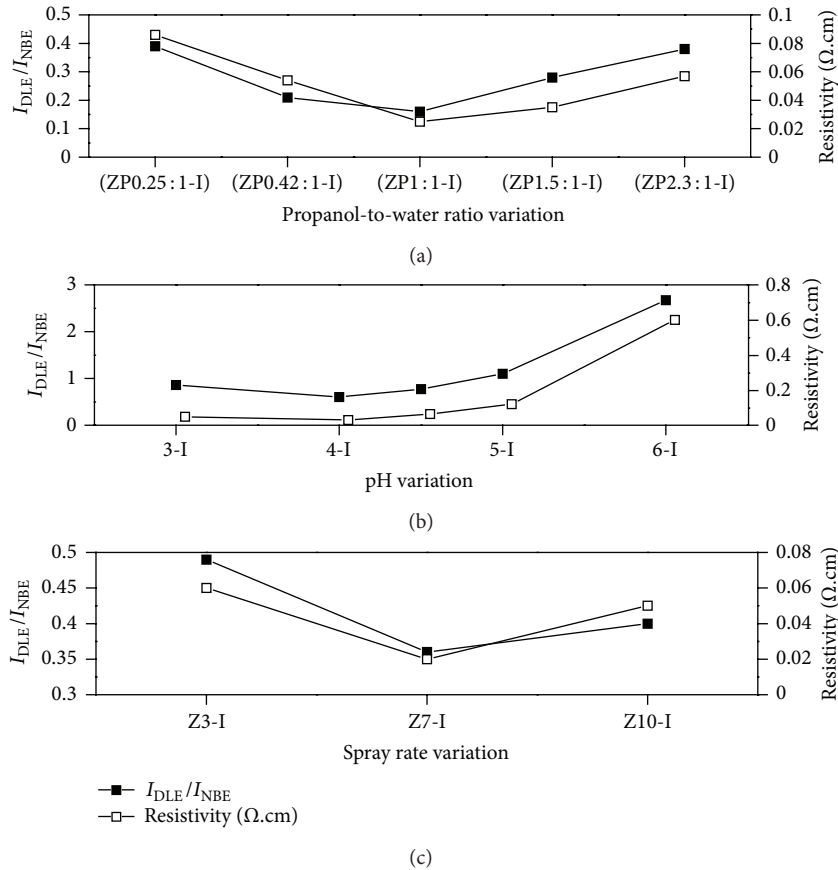 0.5
0.4
0.3
0.2
0.1
0
I_DLE/I_NBE
0.1
0.08
0.06
0.04
0.02
0
Resistivity (Ω.cm)
(ZP0.25:1-I) (ZP0.42:1-I) (ZP1:1-I) (ZP1.5:1-I) (ZP2.3:1-I)
Propanol-to-water ratio variation
(a)
3
2
1
0
I_DLE/I_NBE
0.8
0.6
0.4
0.2
0
Resistivity (Ω.cm)
3-I 4-I 5-I 6-I
pH variation
(b)
0.5
0.45
0.4
0.35
0.3
I_DLE/I_NBE
0.08
0.06
0.04
0.02
0
Resistivity (Ω.cm)
Z3-I Z7-I Z10-I
Spray rate variation
I_DLE/I_NBE
Resistivity (Ω.cm)
(c)